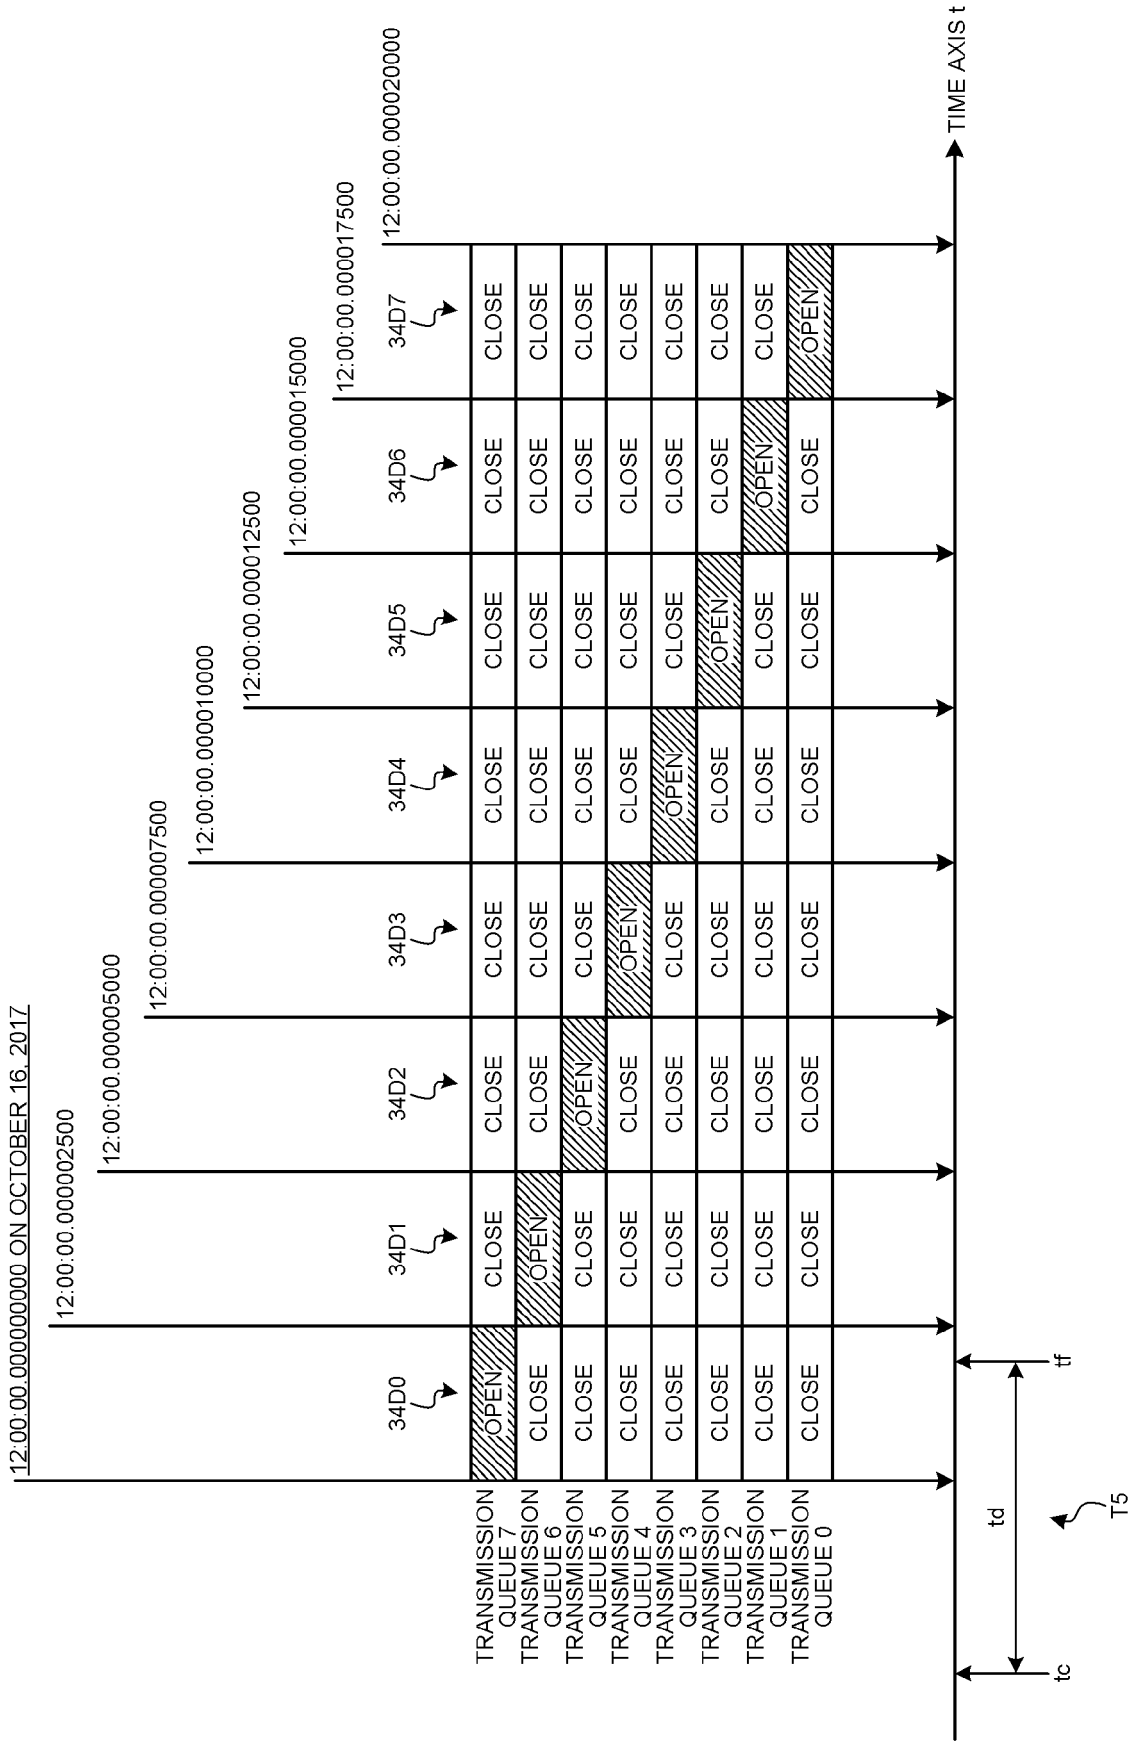 12:00:00.000000000 ON OCTOBER 16, 2017
12:00:00.000002500
12:00:00.000005000
12:00:00.000007500
12:00:00.000010000
12:00:00.000012500
12:00:00.000015000
12:00:00.000017500
12:00:00.000020000
34D0 34D1 34D2 34D3 34D4 34D5 34D6 34D7
TRANSMISSION
QUEUE 7
OPEN CLOSE CLOSE CLOSE CLOSE CLOSE CLOSE CLOSE
TRANSMISSION
QUEUE 6
CLOSE OPEN CLOSE CLOSE CLOSE CLOSE CLOSE CLOSE
TRANSMISSION
QUEUE 5
CLOSE CLOSE OPEN CLOSE CLOSE CLOSE CLOSE CLOSE
TRANSMISSION
QUEUE 4
CLOSE CLOSE CLOSE OPEN CLOSE CLOSE CLOSE CLOSE
TRANSMISSION
QUEUE 3
CLOSE CLOSE CLOSE CLOSE OPEN CLOSE CLOSE CLOSE
TRANSMISSION
QUEUE 2
CLOSE CLOSE CLOSE CLOSE CLOSE OPEN CLOSE CLOSE
TRANSMISSION
QUEUE 1
CLOSE CLOSE CLOSE CLOSE CLOSE CLOSE OPEN CLOSE
TRANSMISSION
QUEUE 0
CLOSE CLOSE CLOSE CLOSE CLOSE CLOSE CLOSE OPEN
TIME AXIS t
td
tc tf
T5